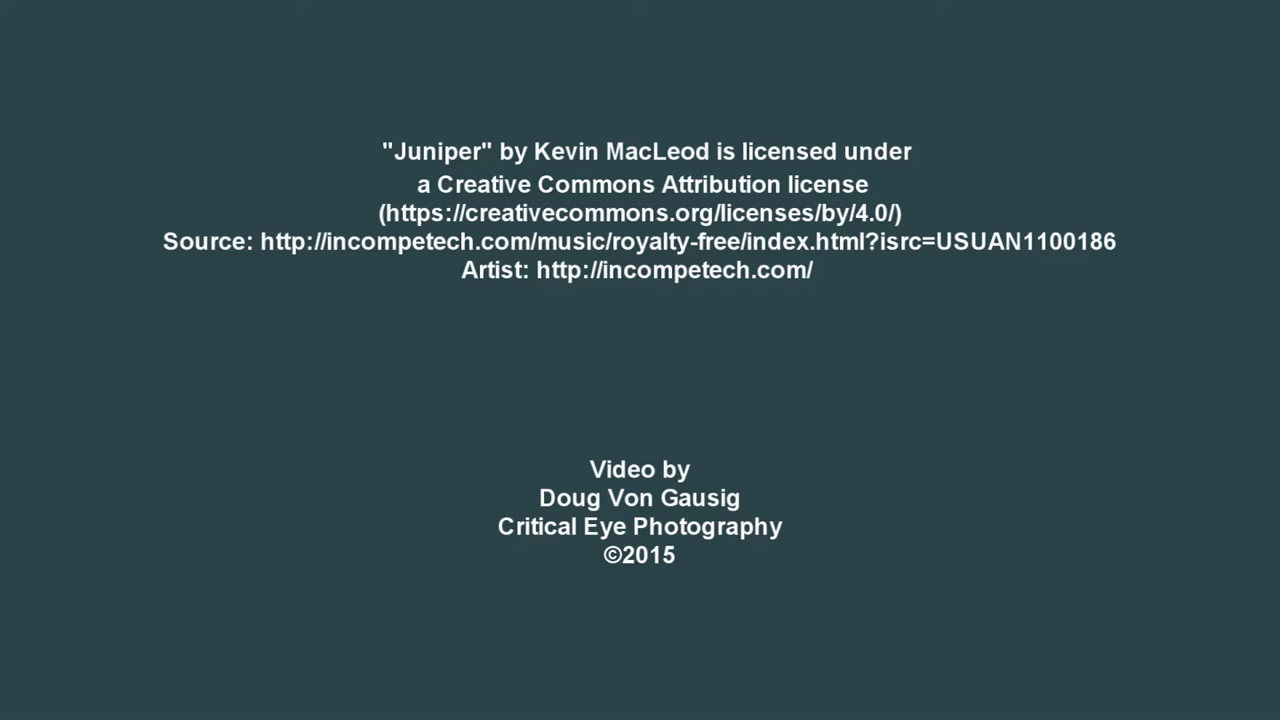 "Juniper" by Kevin MacLeod is licensed under
a Creative Commons Attribution license
(https://creativecommons.org/licenses/by/4.0/)
Source: http://incompetech.com/music/royalty-free/index.html?isrc=USUAN1100186
Artist: http://incompetech.com/
Video by
Doug Von Gausig
Critical Eye Photography
©2015